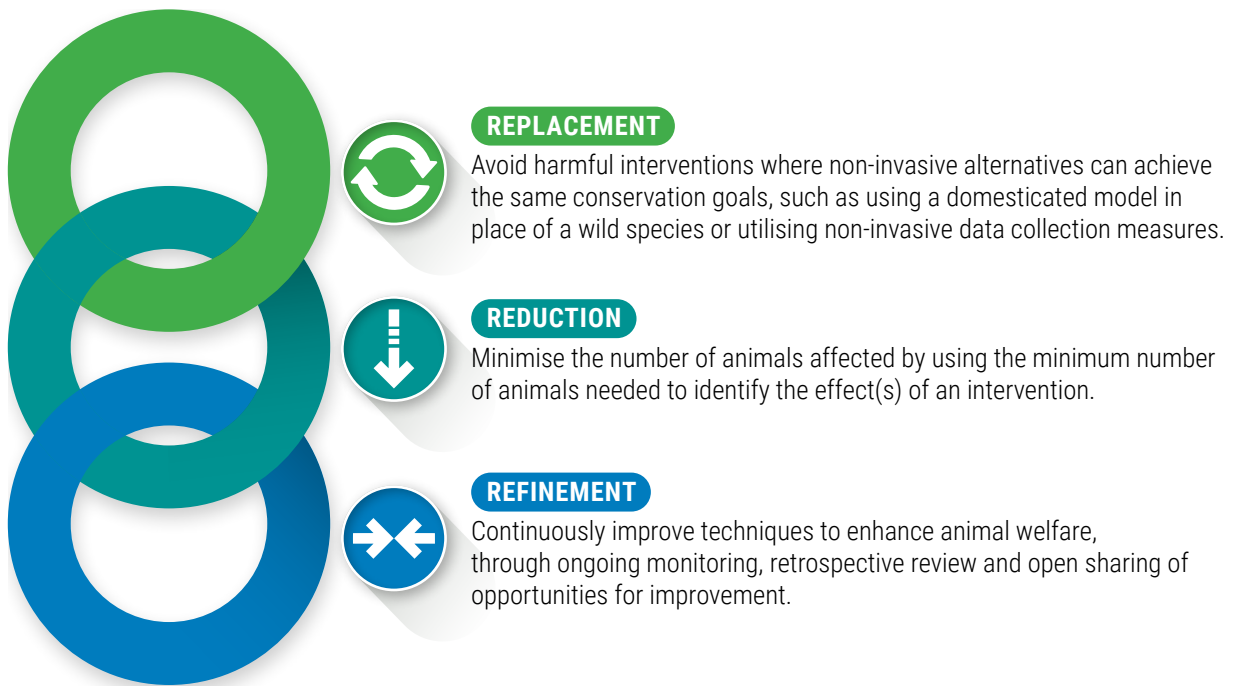 REPLACEMENT
Avoid harmful interventions where non-invasive alternatives can achieve
the same conservation goals, such as using a domesticated model in
place of a wild species or utilising non-invasive data collection measures.
REDUCTION
Minimise the number of animals affected by using the minimum number
of animals needed to identify the effect(s) of an intervention.
REFINEMENT
Continuously improve techniques to enhance animal welfare,
through ongoing monitoring, retrospective review and open sharing of
opportunities for improvement.